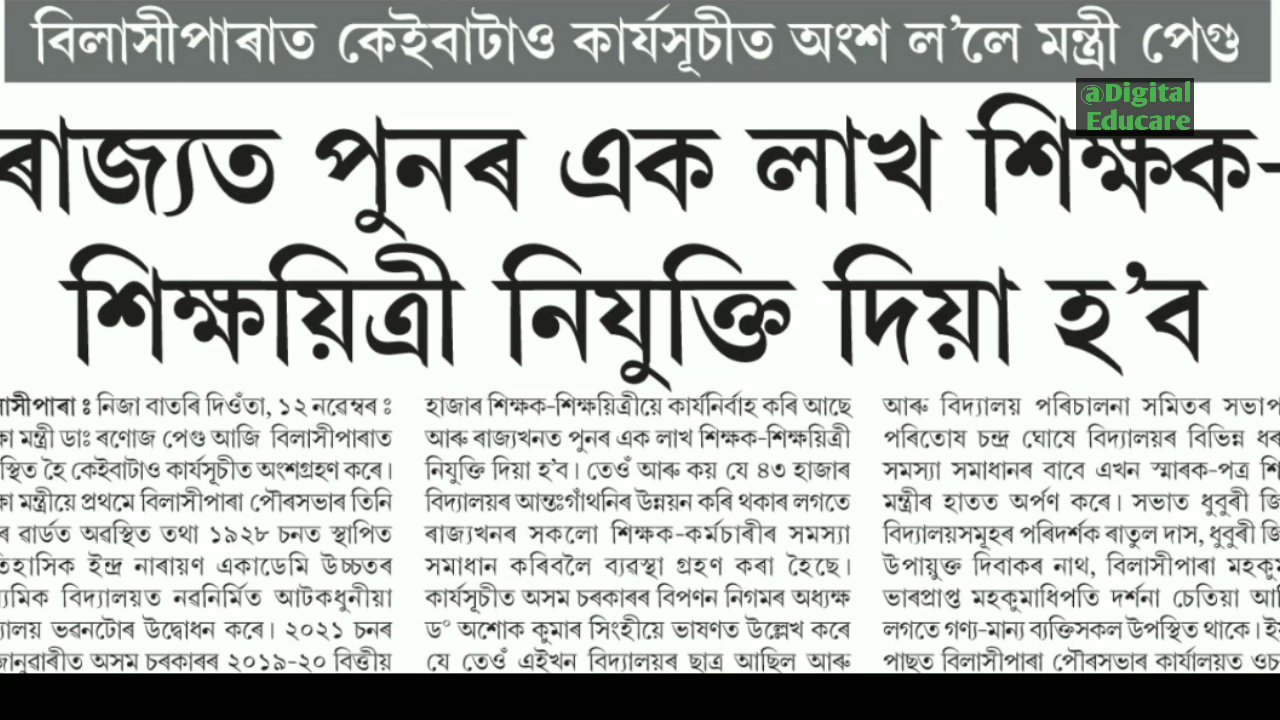 বিলাসীপাৰাত কেইবাটাও কাৰ্যসূচীত অংশ ল'লে মন্ত্ৰী পেগু
@Digital
Educare
ৰাজ্যত পুনৰ এক লাখ শিক্ষক-
শিক্ষয়িত্ৰী নিযুক্তি দিয়া হ'ব
াসীপাৰা ঃ নিজা বাতৰি দিওঁতা, ১২ নৱেম্বৰ ঃ
মন্ত্ৰী ডাঃ ৰণোজ পেগু আজি বিলাসীপাৰাত
স্থিত হৈ কেইবাটাও কাৰ্যসূচীত অংশগ্ৰহণ কৰে।
মন্ত্ৰীয়ে প্ৰথমে বিলাসীপাৰা পৌৰসভাৰ তিনি
ৰ ৱাৰ্ডত অৱস্থিত তথা ১৯২৮ চনত স্থাপিত
তিহাসিক ইন্দ্ৰ নাৰায়ণ একাডেমি উচ্চতৰ
্যমিক বিদ্যালয়ত নৱনিৰ্মিত আটকধুনীয়া
্যালয় ভৱনটোৰ উদ্বোধন কৰে। ২০২১ চনৰ
জানুৱাৰীত অসম চৰকাৰৰ ২০১৯-২০ বিত্তীয়
হাজাৰ শিক্ষক-শিক্ষয়িত্ৰীয়ে কাৰ্যনিৰ্বাহ কৰি আছে
আৰু ৰাজ্যখনত পুনৰ এক লাখ শিক্ষক-শিক্ষয়িত্ৰী
নিযুক্তি দিয়া হ'ব। তেওঁ আৰু কয় যে ৪৩ হাজাৰ
বিদ্যালয়ৰ আন্তঃগাঁথনিৰ উন্নয়ন কৰি থকাৰ লগতে
ৰাজ্যখনৰ সকলো শিক্ষক-কৰ্মচাৰীৰ সমস্যা
সমাধান কৰিবলৈ ব্যৱস্থা গ্ৰহণ কৰা হৈছে।
কাৰ্যসূচীত অসম চৰকাৰৰ বিপণন নিগমৰ অধ্যক্ষ
ড° অশোক কুমাৰ সিংহীয়ে ভাষণত উল্লেখ কৰে
যে তেওঁ এইখন বিদ্যালয়ৰ ছাত্ৰ আছিল আৰু
আৰু বিদ্যালয় পৰিচালনা সমিতৰ সভাপ
পৰিতোষ চন্দ্ৰ ঘোষে বিদ্যালয়ৰ বিভিন্ন ধৰ
সমস্যা সমাধানৰ বাবে এখন স্মাৰক-পত্ৰ শি
মন্ত্ৰীৰ হাতত অৰ্পণ কৰে। সভাত ধুবুৰী জি
বিদ্যালয়সমূহৰ পৰিদৰ্শক ৰাতুল দাস, ধুবুৰী জি
উপায়ুক্ত দিবাকৰ নাথ, বিলাসীপাৰা মহকুম
ভাৰপ্ৰাপ্ত মহকুমাধিপতি দৰ্শনা চেতিয়া আি
লগতে গণ্য-মান্য ব্যক্তিসকল উপস্থিত থাকে। ইয়
পাছত বিলাসীপাৰা পৌৰসভাৰ কাৰ্যালয়ত ওচ